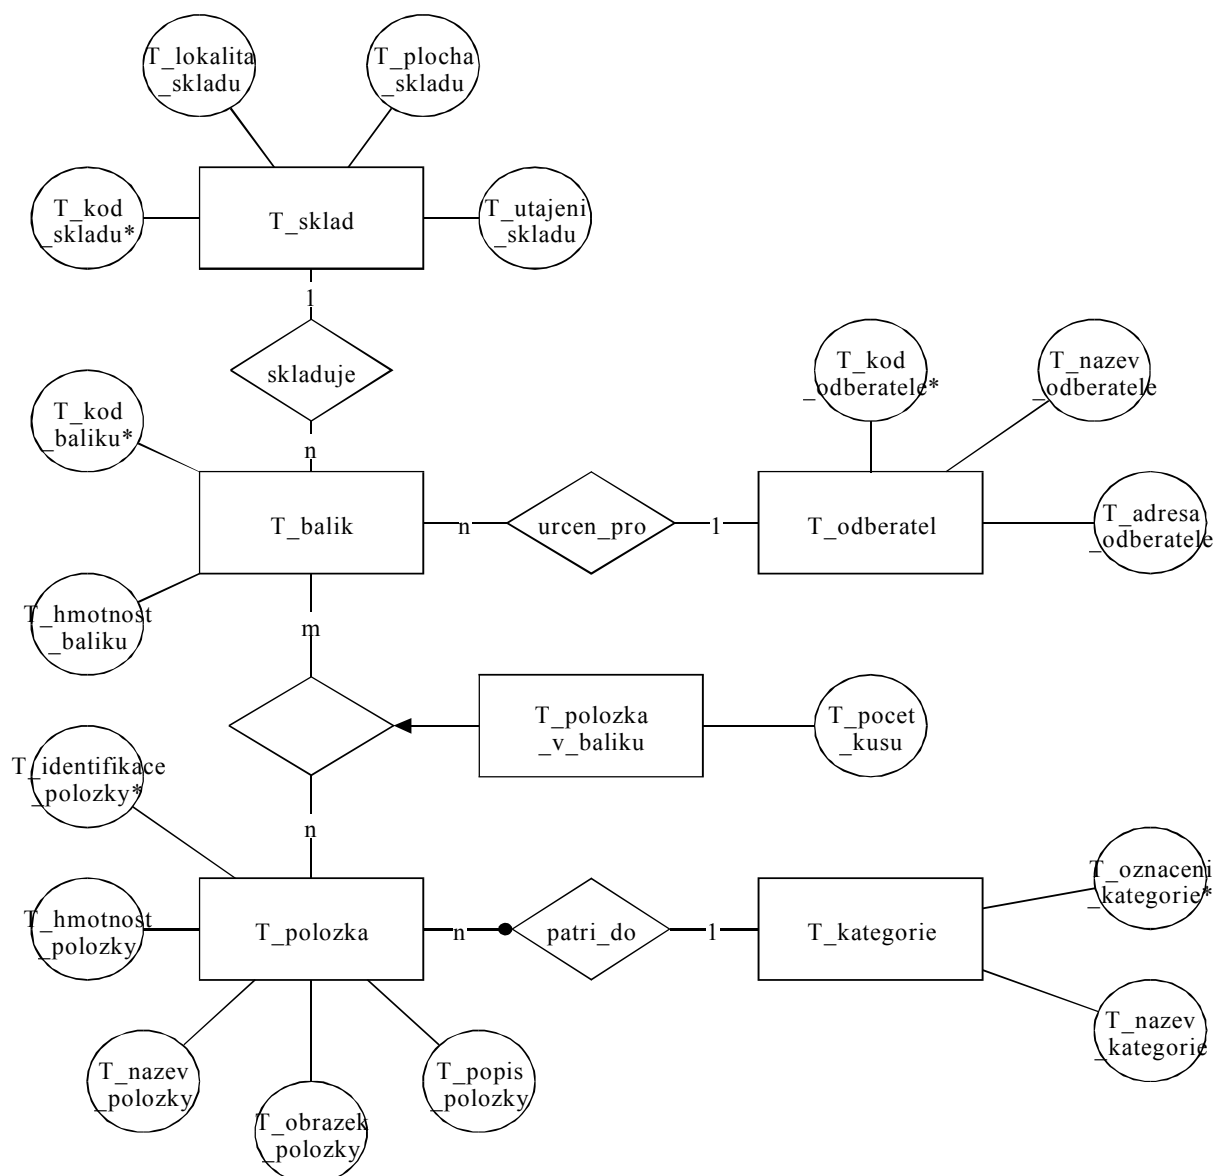 T_lokalita
_skladu
T_plocha
_skladu
T_kod
_skladu*
T_sklad
T_utajeni
_skladu
1
skladuje
T_kod
_odberatele*
T_nazev
_odberatele
T_kod
_baliku*
n
T_balik
n
urcen_pro
1
T_odberatel
T_adresa
_odberatele
T_hmotnost
_baliku
m
T_polozka
_v_baliku
T_pocet
_kusu
T_identifikace
_polozky*
n
T_oznaceni
_kategorie*
T_hmotnost
_polozky
T_polozka
n
patri_do
1
T_kategorie
T_nazev
_kategorie
T_nazev
_polozky
T_popis
_polozky
T_obrazek
_polozky